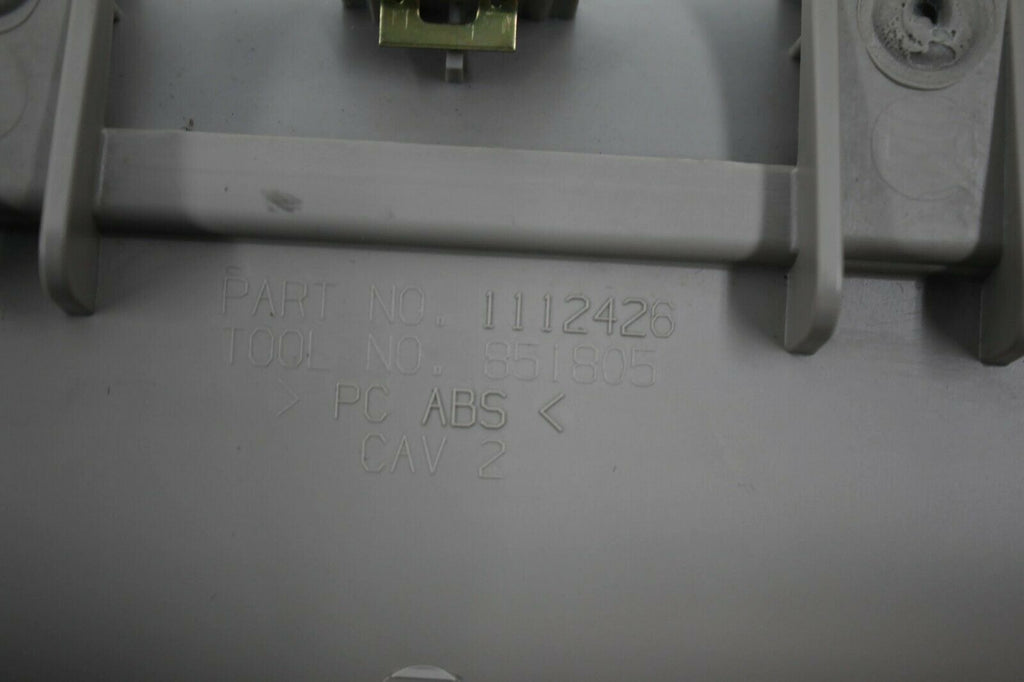 PART NO. 1112426
TOOL NO. 851805
> PC ABS <
CAV 2